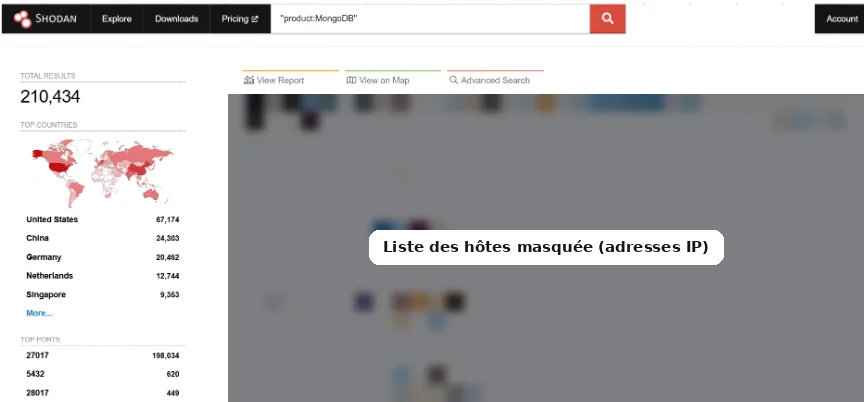 SHODAN Explore Downloads Pricing "product:MongoDB" Account
TOTAL RESULTS
210,434
TOP COUNTRIES
United States 67,174
China 24,303
Germany 20,462
Netherlands 12,744
Singapore 9,353
More...
TOP PORTS
27017 198,034
5432 620
28017 449
View Report View on Map Advanced Search
Liste des hôtes masquée (adresses IP)